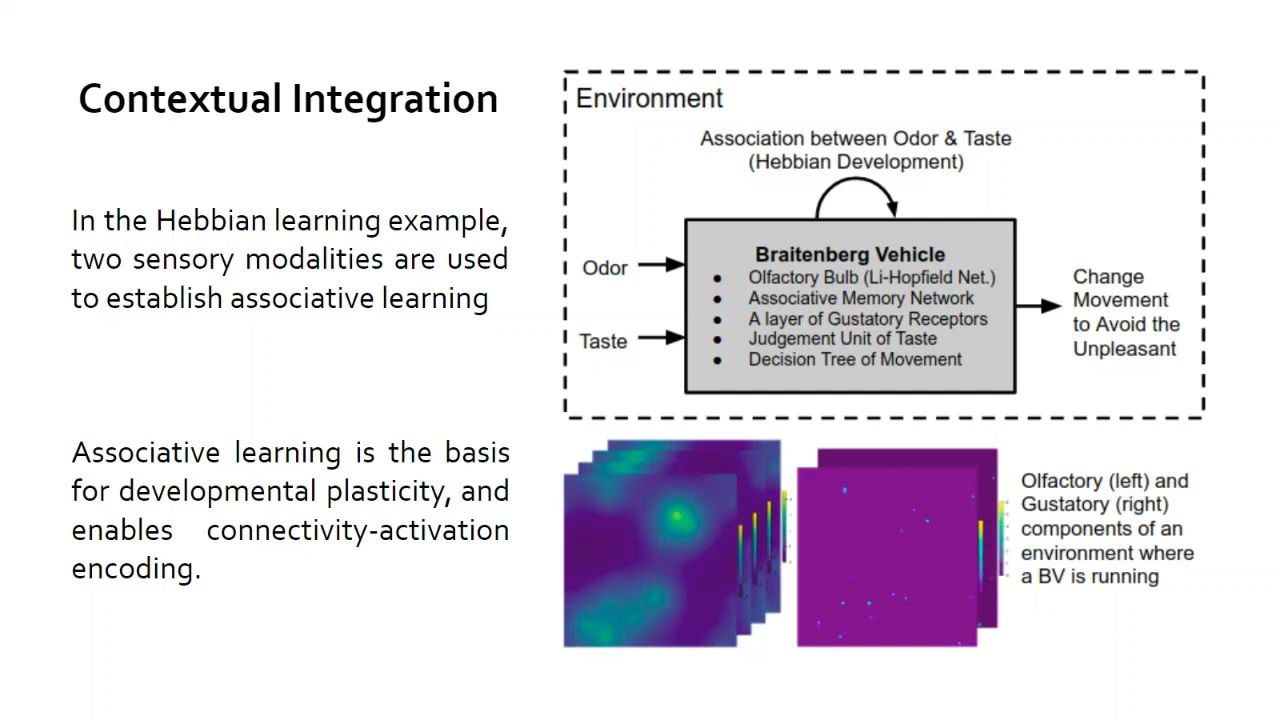 Contextual Integration
In the Hebbian learning example,
two sensory modalities are used
to establish associative learning
Associative learning is the basis
for developmental plasticity, and
enables connectivity-activation
encoding.
Environment
Association between Odor & Taste
(Hebbian Development)
Odor
Taste
Braitenberg Vehicle
● Olfactory Bulb (Li-Hopfield Net.)
● Associative Memory Network
● A layer of Gustatory Receptors
● Judgement Unit of Taste
● Decision Tree of Movement
Change
Movement
to Avoid the
Unpleasant
Olfactory (left) and
Gustatory (right)
components of an
environment where
a BV is running